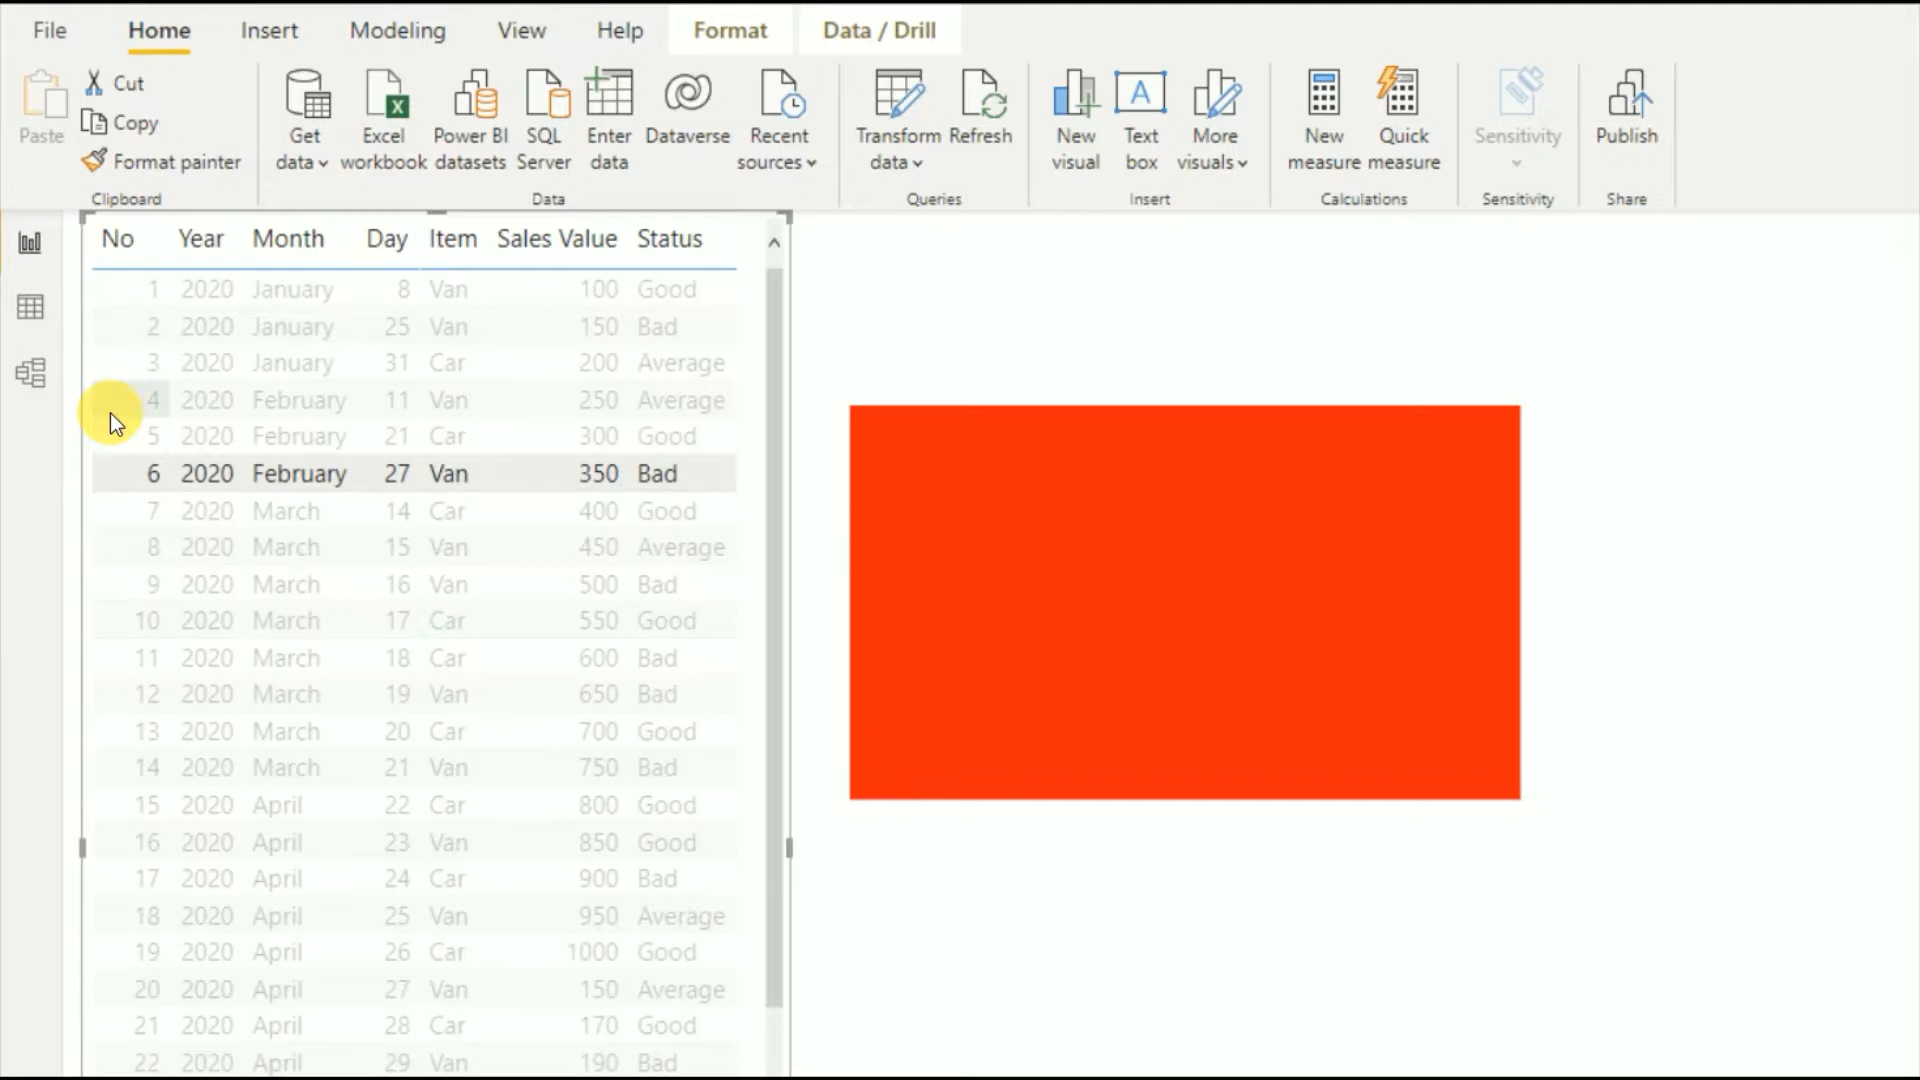 File Home Insert Modeling View Help Format Data / Drill
Paste
Cut
Copy
Format painter
Clipboard
Get data
Excel workbook
Power BI datasets
SQL Server
Enter data
Dataverse
Recent sources
Data
Transform data
Refresh
Queries
New visual
A
Text box
More visuals
Insert
New measure
Quick measure
Calculations
Sensitivity
Sensitivity
Publish
Share
No Year Month Day Item Sales Value Status
1 2020 January 8 Van 100 Good
2 2020 January 25 Van 150 Bad
3 2020 January 31 Car 200 Average
4 2020 February 11 Van 250 Average
5 2020 February 21 Car 300 Good
6 2020 February 27 Van 350 Bad
7 2020 March 14 Car 400 Good
8 2020 March 15 Van 450 Average
9 2020 March 16 Van 500 Bad
10 2020 March 17 Car 550 Good
11 2020 March 18 Car 600 Bad
12 2020 March 19 Van 650 Bad
13 2020 March 20 Car 700 Good
14 2020 March 21 Van 750 Bad
15 2020 April 22 Car 800 Good
16 2020 April 23 Van 850 Good
17 2020 April 24 Car 900 Bad
18 2020 April 25 Van 950 Average
19 2020 April 26 Car 1000 Good
20 2020 April 27 Van 150 Average
21 2020 April 28 Car 170 Good
22 2020 April 29 Van 190 Bad